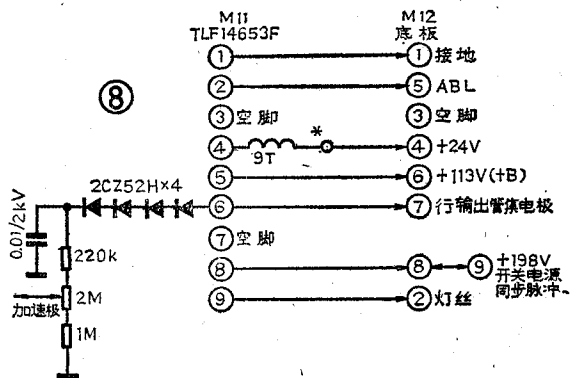 M11 M12
TLF14653F 底板
① ① 接地
② ⑤ ABL
⑧
③ 空脚 ③ 空脚
*
④ 9T ④ +24V
⑤ ⑥ +113V(+B)
2CZ52H×4
⑥ ⑦ 行输出管集电极
0.01/2kV
⑦ 空脚
220k
⑧ ⑧ ⑨ +198V
开关电源
同步脉冲
2M
加速极
⑨ ② 灯丝
1M